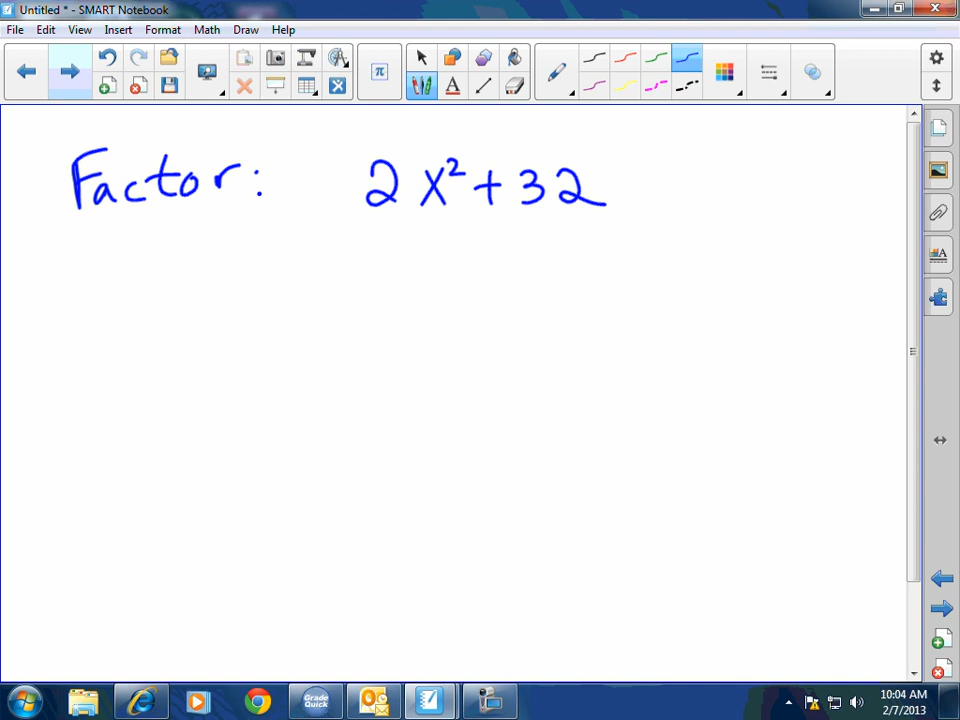 Untitled * - SMART Notebook
File Edit View Insert Format Math Draw Help
π
A
A
Factor: 2x² + 32
Grade Quick
10:04 AM
2/7/2013